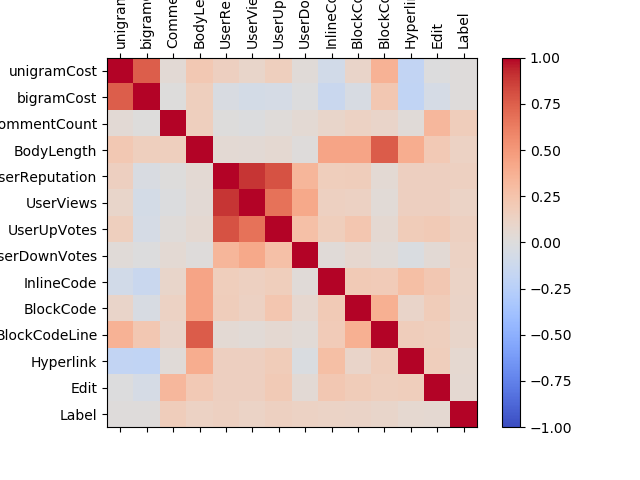 unigram
bigram
Comme
BodyLe
UserRe
UserVie
UserUp
UserDo
InlineCo
BlockCo
BlockCo
Hyperlin
Edit
Label
unigramCost
bigramCost
ommentCount
BodyLength
serReputation
UserViews
UserUpVotes
serDownVotes
InlineCode
BlockCode
BlockCodeLine
Hyperlink
Edit
Label
1.00
0.75
0.50
0.25
0.00
−0.25
−0.50
−0.75
−1.00